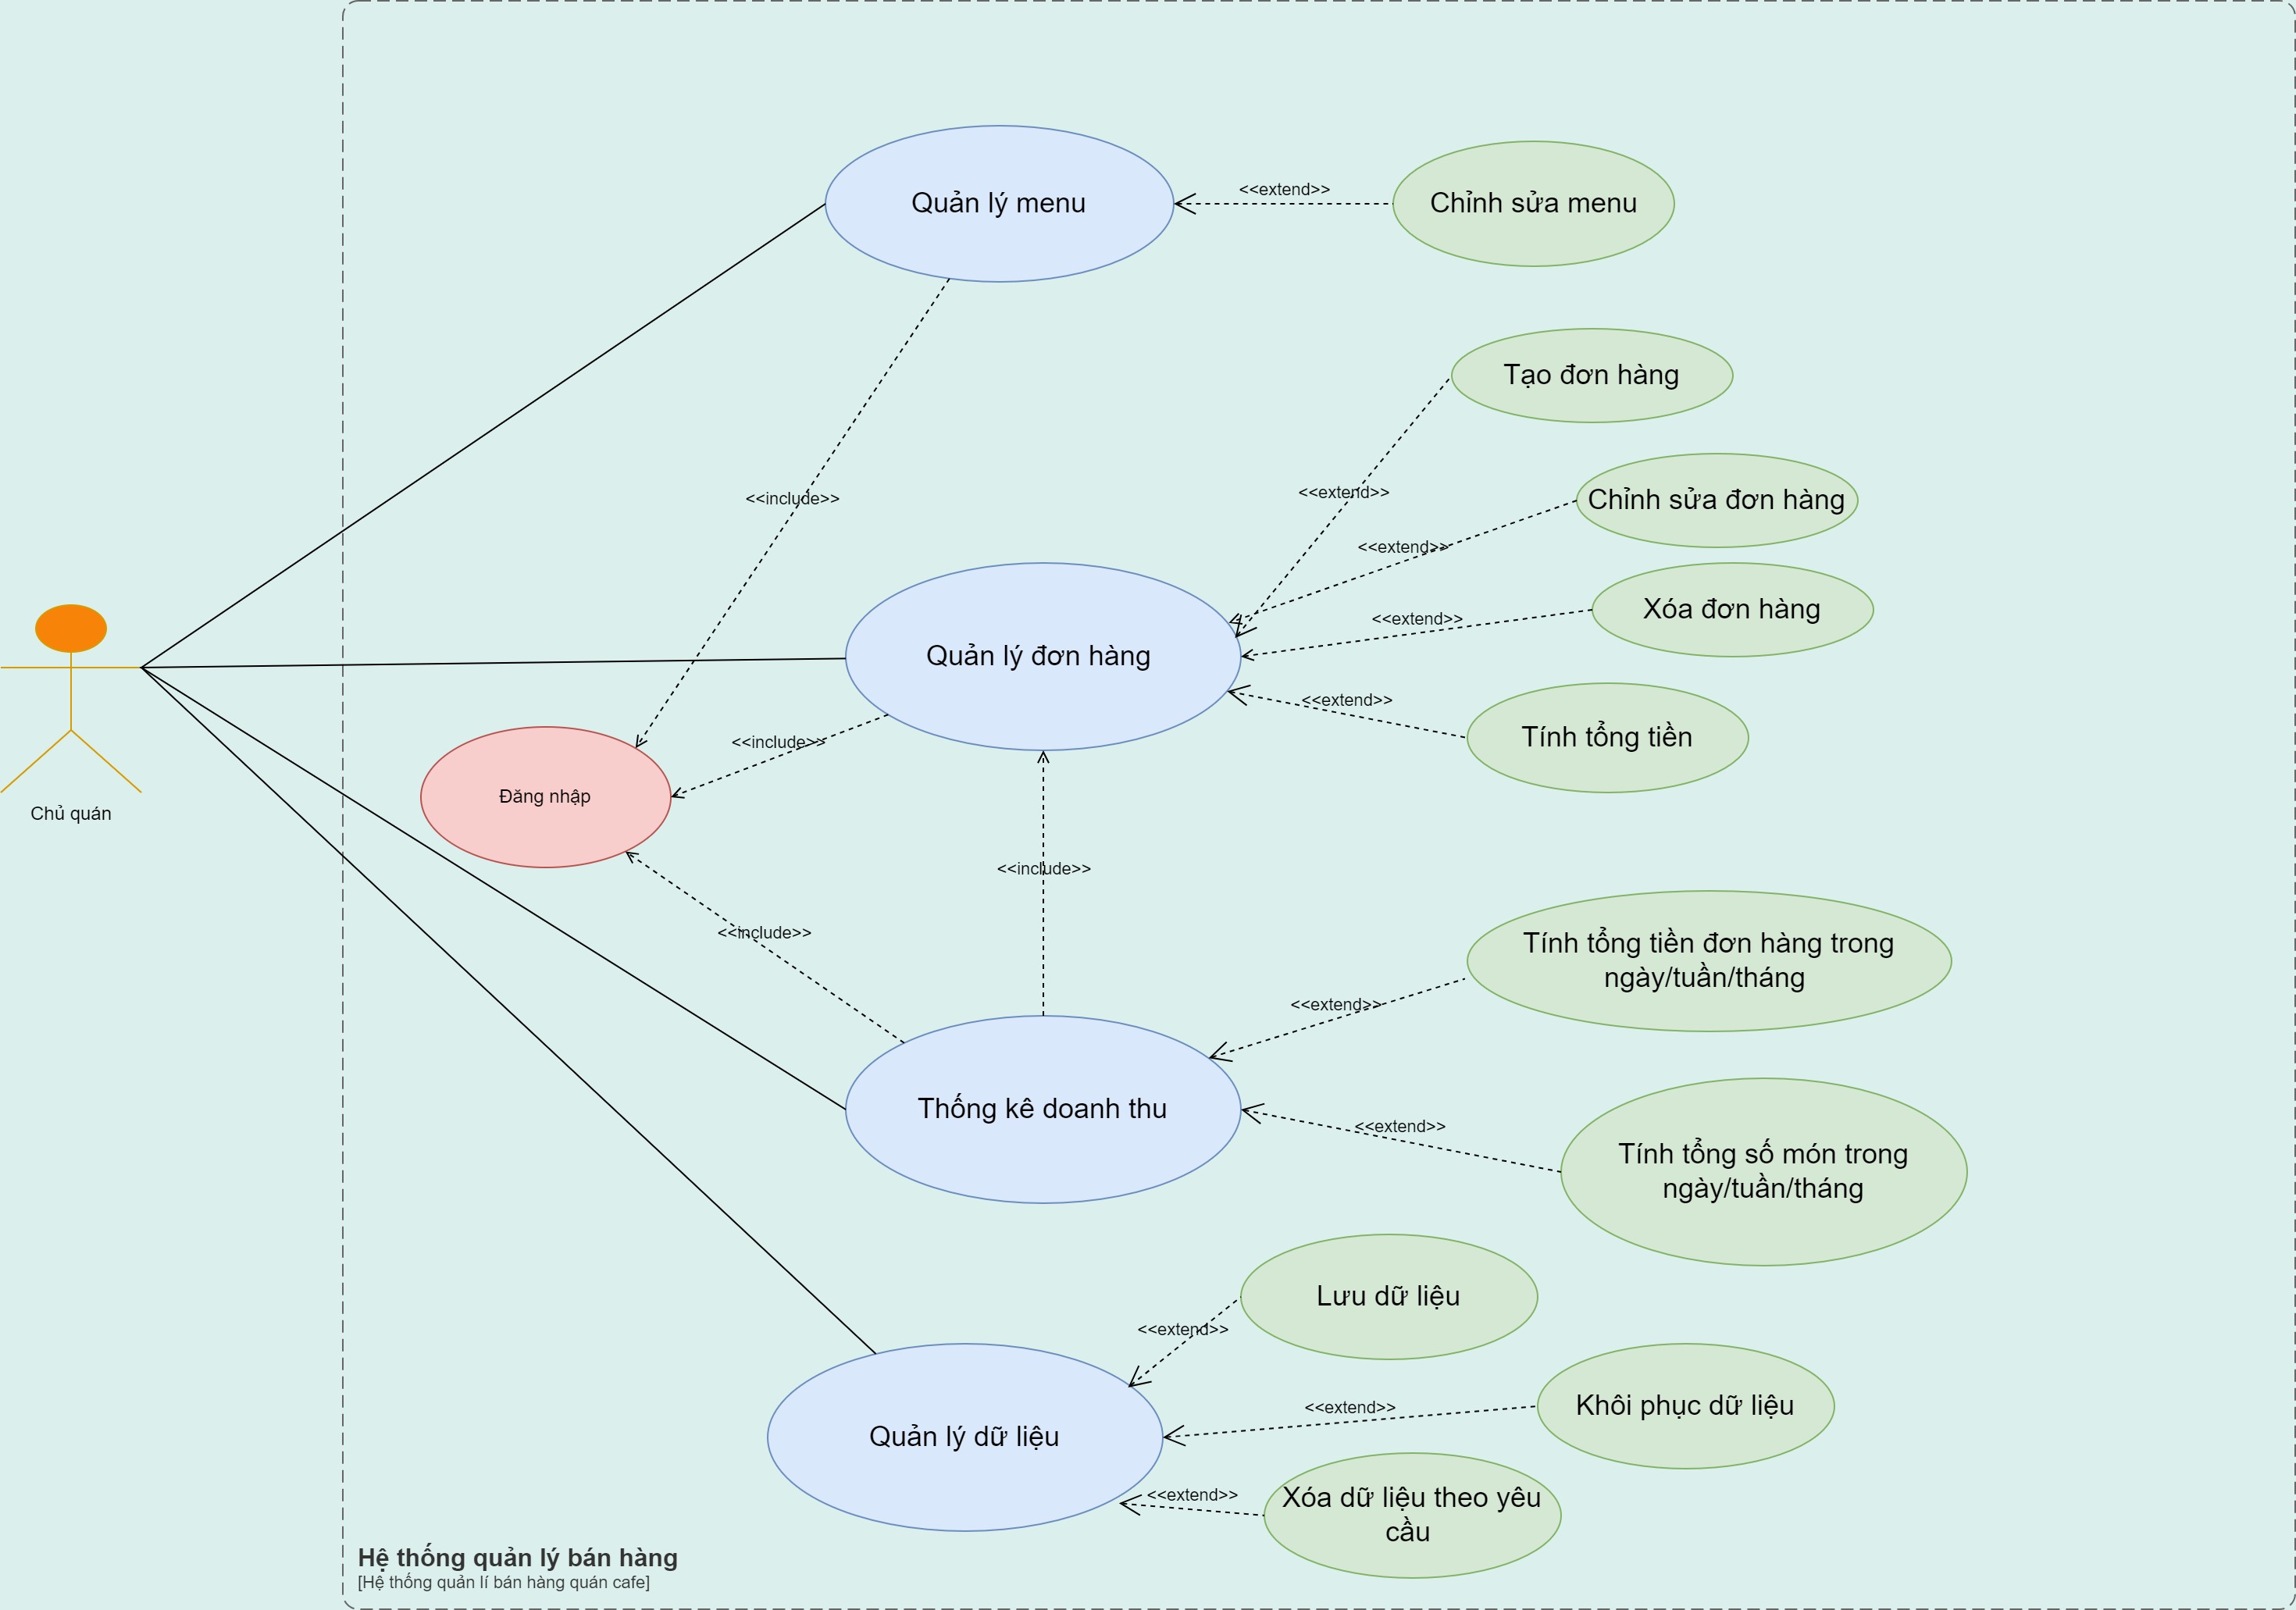 Quản lý menu
<<extend>>
Chỉnh sửa menu
Tạo đơn hàng
<<include>>
<<extend>>
Chỉnh sửa đơn hàng
<<extend>>
Xóa đơn hàng
<<extend>>
Quản lý đơn hàng
<<extend>>
Tính tổng tiền
<<include>>
Đăng nhập
Chủ quán
<<include>>
<<include>>
Tính tổng tiền đơn hàng trong
ngày/tuần/tháng
<<extend>>
Thống kê doanh thu
<<extend>>
Tính tổng số món trong
ngày/tuần/tháng
Lưu dữ liệu
<<extend>>
Quản lý dữ liệu
<<extend>>
Khôi phục dữ liệu
<<extend>>
Xóa dữ liệu theo yêu
cầu
Hệ thống quản lý bán hàng
[Hệ thống quản lí bán hàng quán cafe]